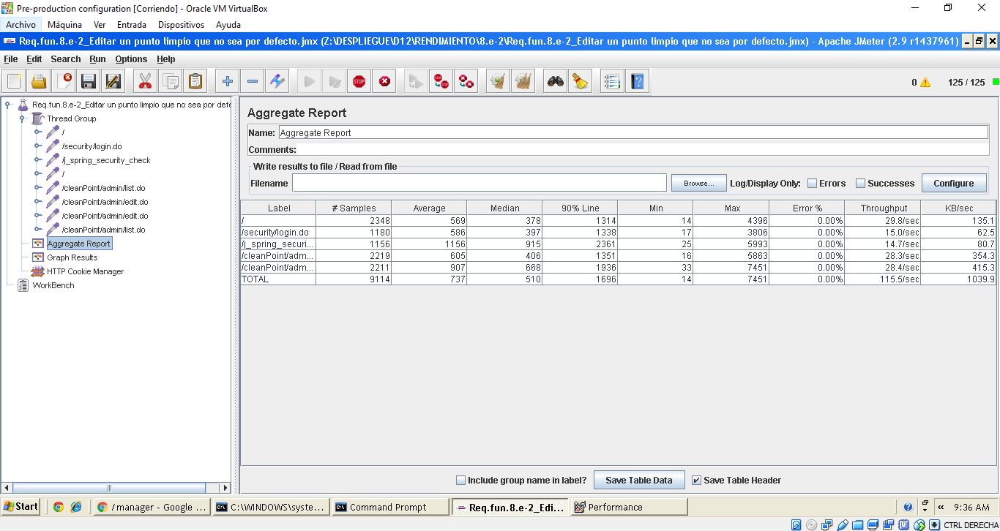 Pre-production configuration [Corriendo] - Oracle VM VirtualBox
Archivo Máquina Ver Entrada Dispositivos Ayuda
Req.fun.8.e-2_Editar un punto limpio que no sea por defecto.jmx (Z:\DESPLIEGUE\D12\RENDIMIENTO\8.e-2\Req.fun.8.e-2_Editar un punto limpio que no sea por defecto.jmx) - Apache JMeter (2.9 r1437961)
File Edit Search Run Options Help
STOP
0 125 / 125
Req.fun.8.e-2_Editar un punto limpio que no sea por defe
Thread Group
/
/security/login.do
/j_spring_security_check
/
/cleanPoint/admin/list.do
/cleanPoint/admin/edit.do
/cleanPoint/admin/edit.do
/cleanPoint/admin/list.do
Aggregate Report
Graph Results
HTTP Cookie Manager
WorkBench
Aggregate Report
Name: Aggregate Report
Comments:
Write results to file / Read from file
Filename Browse... Log/Display Only: Errors Successes Configure
Label # Samples Average Median 90% Line Min Max Error % Throughput KB/sec
/ 2348 569 378 1314 14 4396 0.00% 29.8/sec 135.1
/security/login.do 1180 586 397 1338 17 3806 0.00% 15.0/sec 62.5
/j_spring_securi... 1156 1156 915 2361 25 5993 0.00% 14.7/sec 80.7
/cleanPoint/adm... 2219 605 406 1351 16 5863 0.00% 28.3/sec 354.3
/cleanPoint/adm... 2211 907 668 1936 33 7451 0.00% 28.4/sec 415.3
TOTAL 9114 737 510 1696 14 7451 0.00% 115.5/sec 1039.9
Include group name in label? Save Table Data Save Table Header
Start /manager - Google ... C:\WINDOWS\syste... Command Prompt Req.fun.8.e-2_Edi... Performance « 9:36 AM
CTRL DERECHA